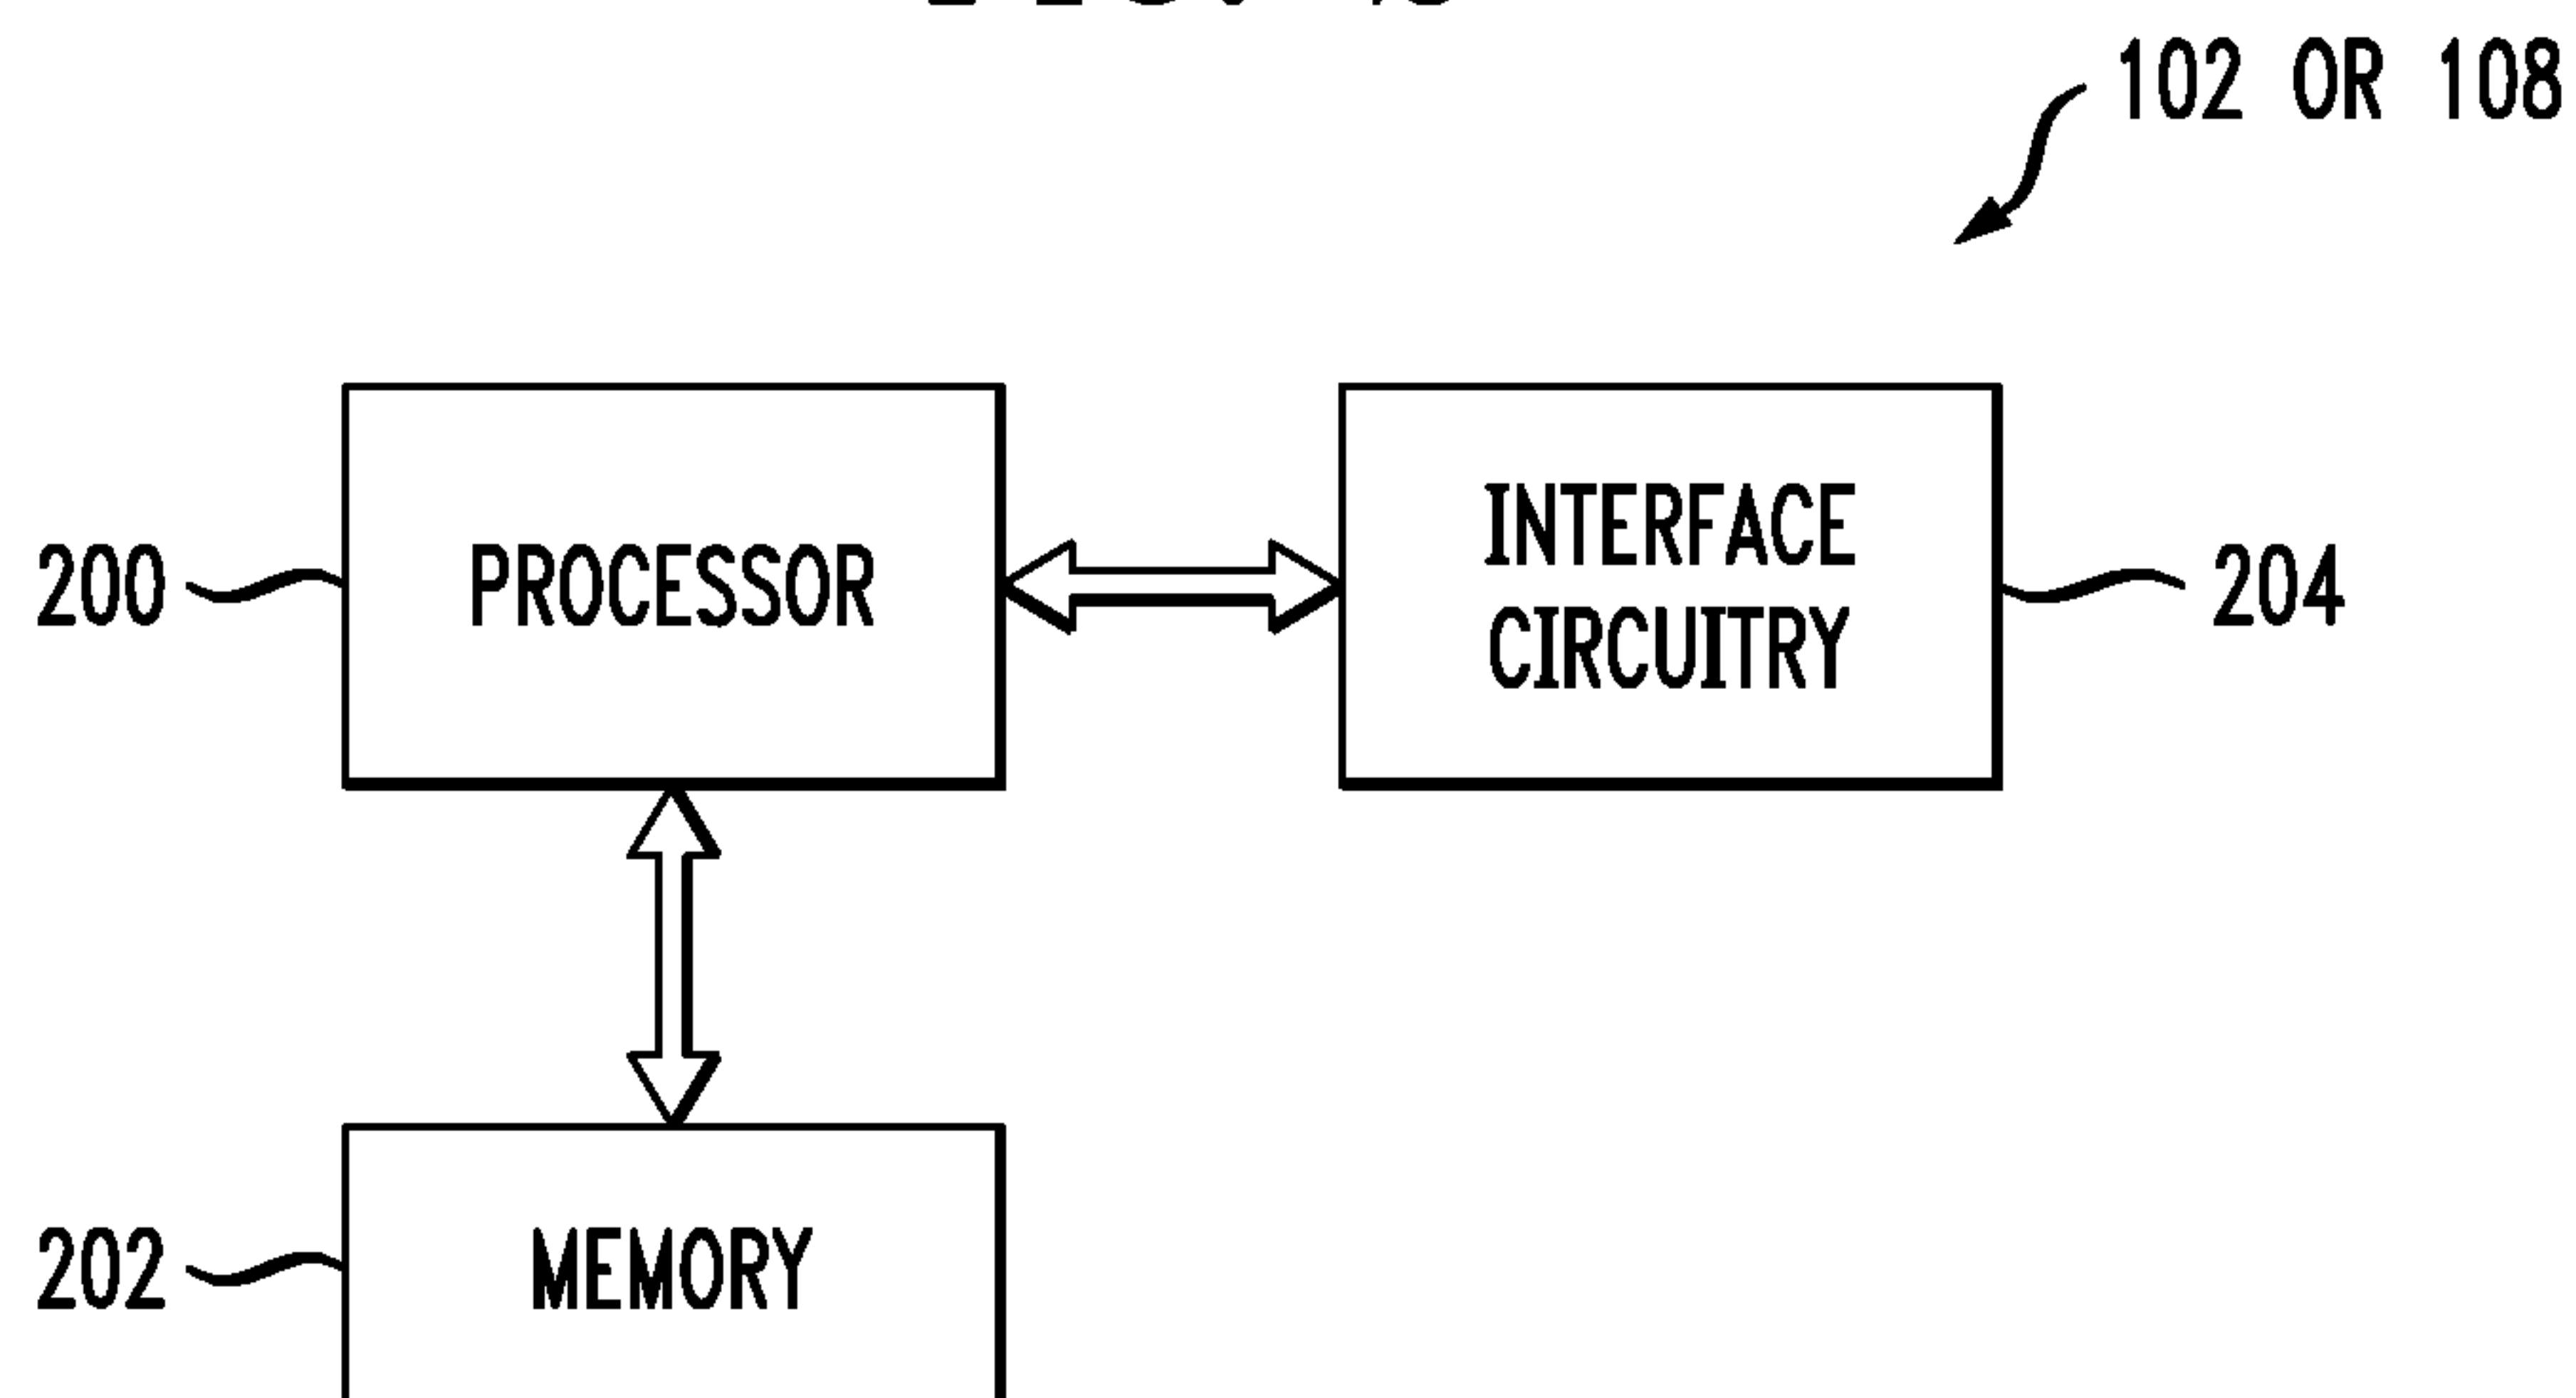 102 OR 108
200
PROCESSOR
INTERFACE
CIRCUITRY
204
202
MEMORY